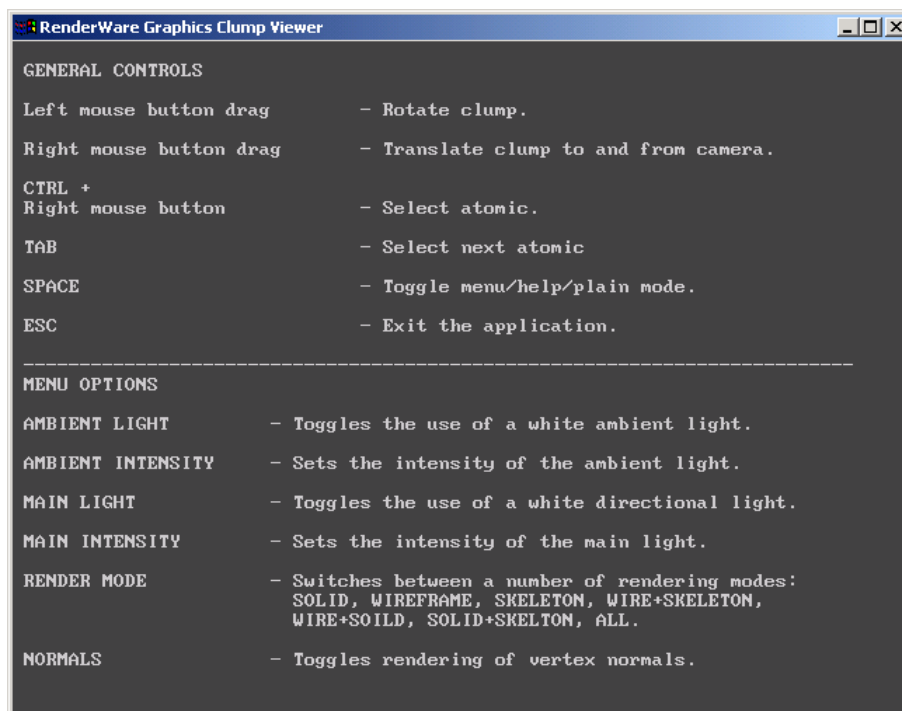 RenderWare Graphics Clump Viewer
GENERAL CONTROLS
Left mouse button drag - Rotate clump.
Right mouse button drag - Translate clump to and from camera.
CTRL +
Right mouse button - Select atomic.
TAB - Select next atomic
SPACE - Toggle menu/help/plain mode.
ESC - Exit the application.
MENU OPTIONS
AMBIENT LIGHT - Toggles the use of a white ambient light.
AMBIENT INTENSITY - Sets the intensity of the ambient light.
MAIN LIGHT - Toggles the use of a white directional light.
MAIN INTENSITY - Sets the intensity of the main light.
RENDER MODE - Switches between a number of rendering modes:
SOLID, WIREFRAME, SKELETON, WIRE+SKELETON,
WIRE+SOILD, SOLID+SKELTON, ALL.
NORMALS - Toggles rendering of vertex normals.